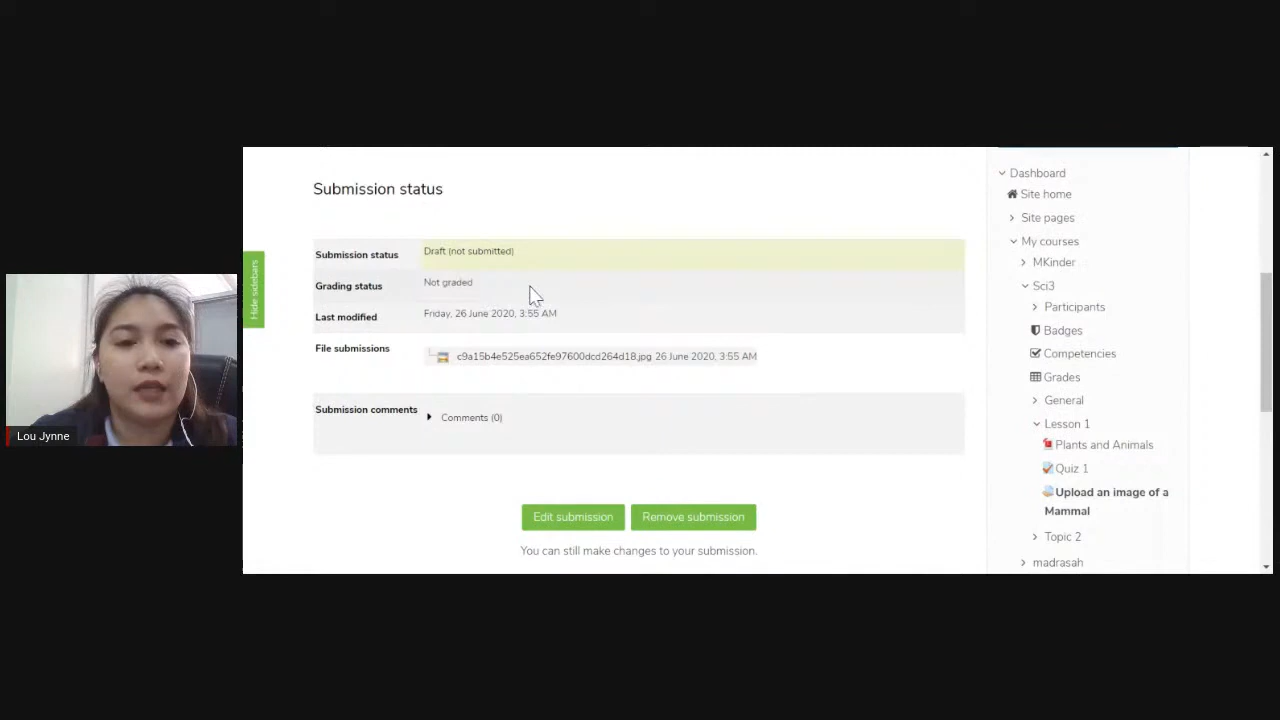 Submission status
Submission status Draft (not submitted)
Grading status Not graded
Last modified Friday, 26 June 2020, 3:55 AM
File submissions c9a15b4e525ea652fe97600dcd264d18.jpg 26 June 2020, 3:55 AM
Submission comments Comments (0)
Edit submission Remove submission
You can still make changes to your submission.
Hide sidebars
Lou Jynne
Dashboard
Site home
Site pages
My courses
MKinder
Sci3
Participants
Badges
Competencies
Grades
General
Lesson 1
Plants and Animals
Quiz 1
Upload an image of a
Mammal
Topic 2
madrasah